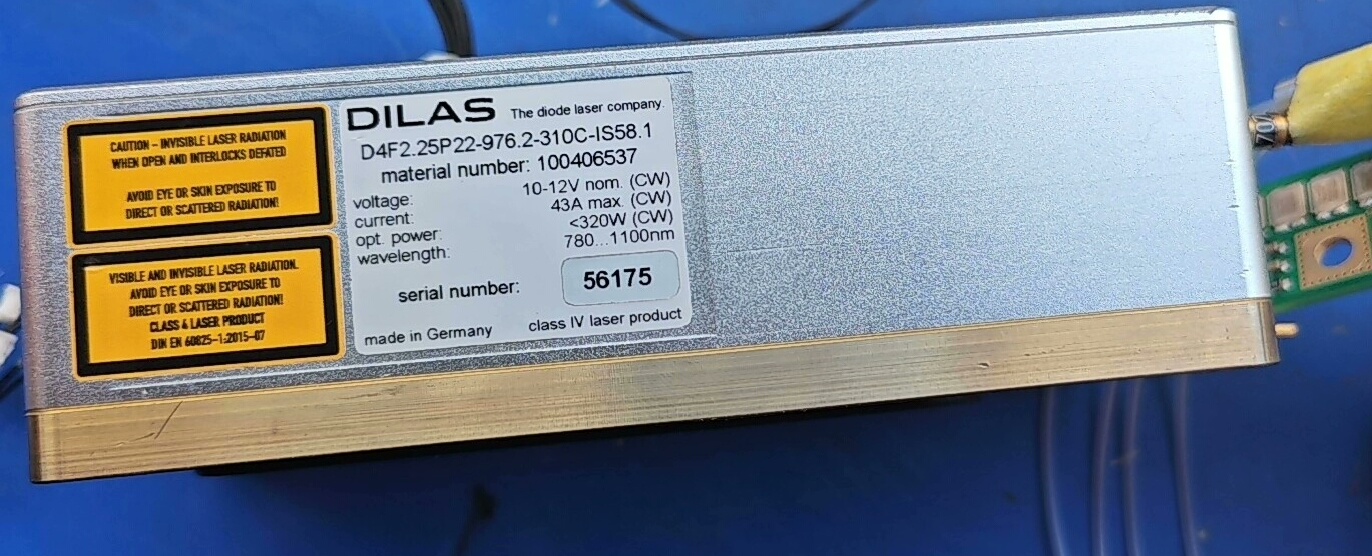 CAUTION - INVISIBLE LASER RADIATION
WHEN OPEN AND INTERLOCKS DEFATED
AVOID EYE OR SKIN EXPOSURE TO
DIRECT OR SCATTERED RADIATION!
VISIBLE AND INVISIBLE LASER RADIATION.
AVOID EYE OR SKIN EXPOSURE TO
DIRECT OR SCATTERED RADIATION!
CLASS 4 LASER PRODUCT
DIN EN 60825-1:2015-07
DILAS The diode laser company.
D4F2.25P22-976.2-310C-IS58.1
material number: 100406537
voltage: 10-12V nom. (CW)
current: 43A max. (CW)
opt. power: <320W (CW)
wavelength: 780...1100nm
serial number: 56175
made in Germany class IV laser product